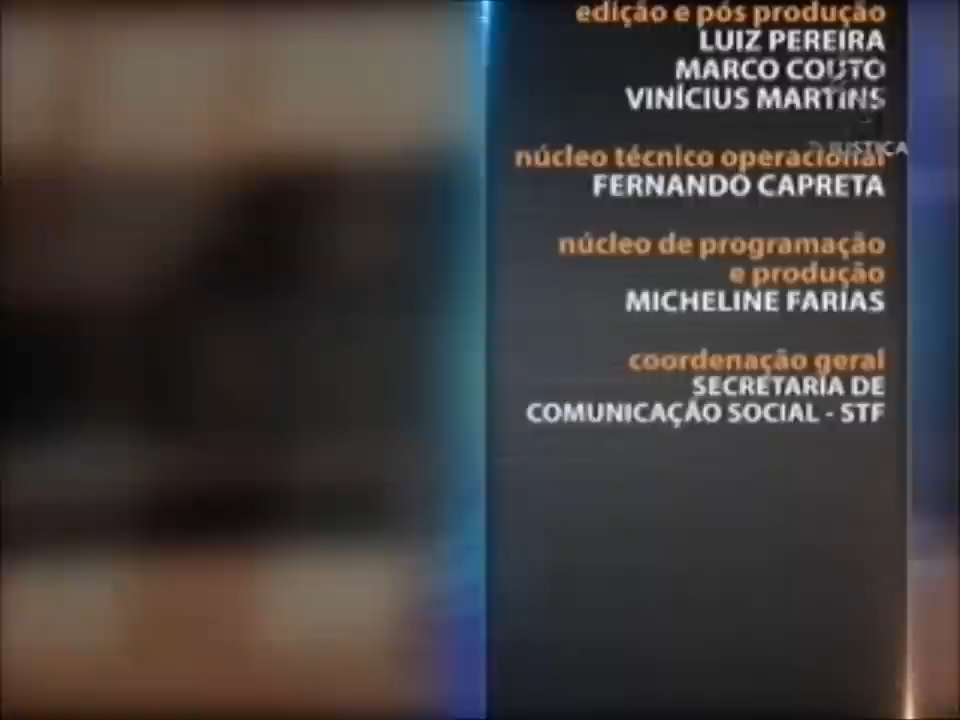 edição e pós produção
LUIZ PEREIRA
MARCO COUTO
VINÍCIUS MARTINS
JUSTIÇA
núcleo técnico operacional
FERNANDO CAPRETA
núcleo de programação
e produção
MICHELINE FARIAS
coordenação geral
SECRETARIA DE
COMUNICAÇÃO SOCIAL - STF